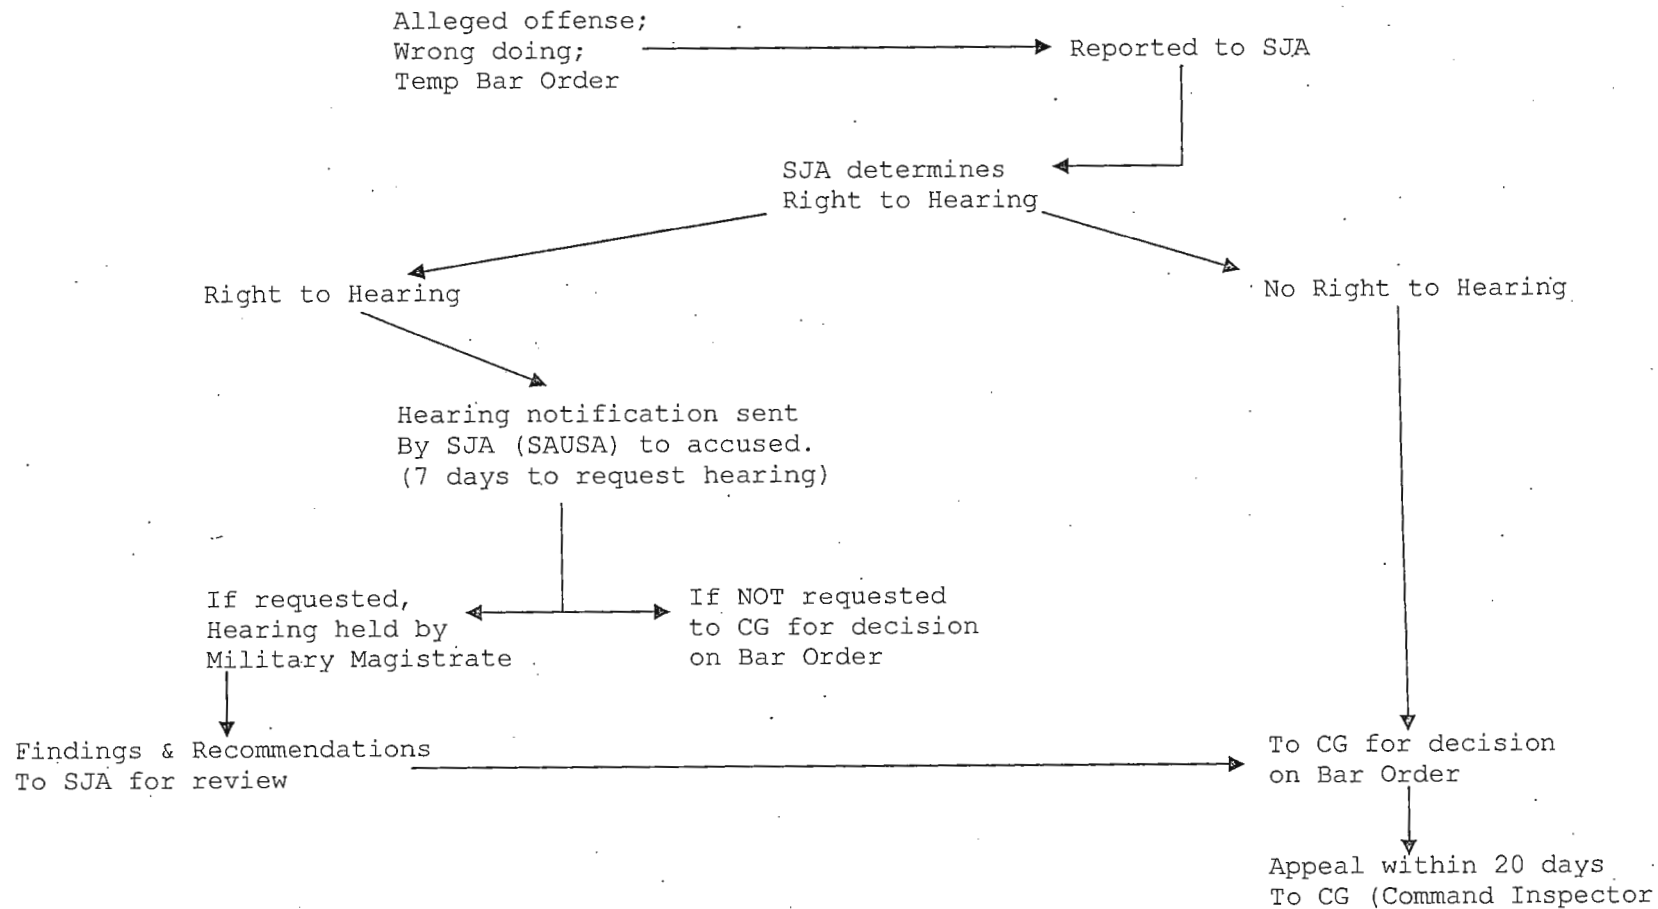 Alleged offense;
Wrong doing;
Temp Bar Order
Reported to SJA
SJA determines
Right to Hearing
Right to Hearing
No Right to Hearing
Hearing notification sent
By SJA (SAUSA) to accused.
(7 days to request hearing)
If requested,
Hearing held by
Military Magistrate
If NOT requested
to CG for decision
on Bar Order
Findings & Recommendations
To SJA for review
To CG for decision
on Bar Order
Appeal within 20 days
To CG (Command Inspector